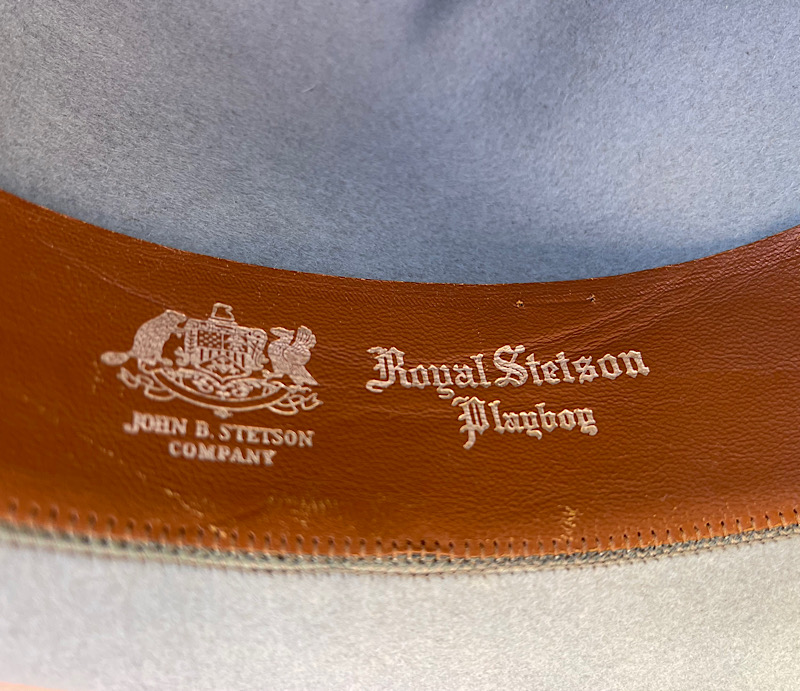 JOHN B. STETSON
COMPANY
Royal Stetson
Playboy